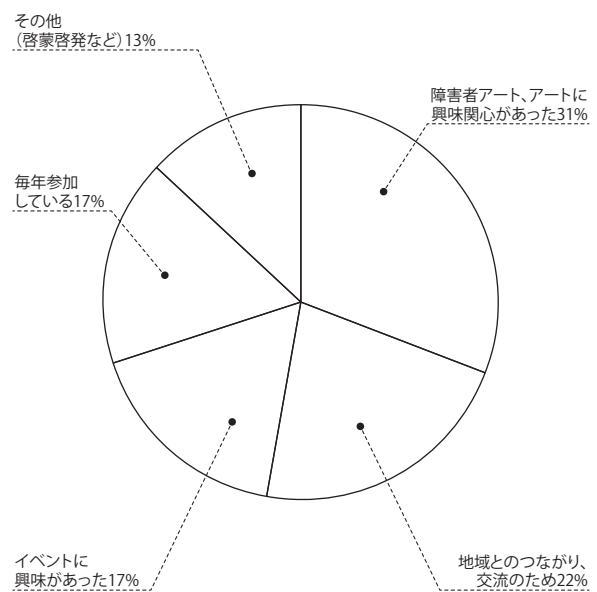 その他
（啓蒙啓発など）13%
障害者アート、アートに
興味関心があった31%
毎年参加
している17%
イベントに
興味があった17%
地域とのつながり、
交流のため22%